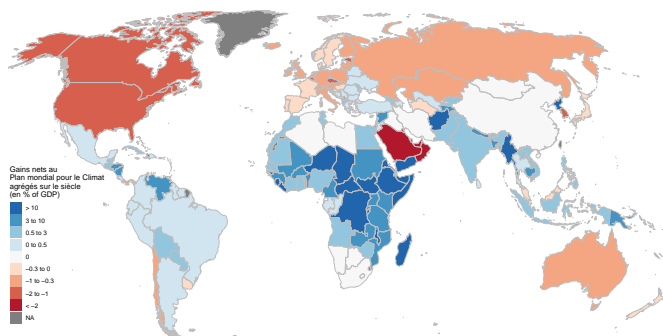 Gains nets au
Plan mondial pour le Climat
agrégés sur le siècle
(en % of GDP)
> 10
3 to 10
0.5 to 3
0 to 0.5
0
−0.3 to 0
−1 to −0.3
−2 to −1
< −2
NA